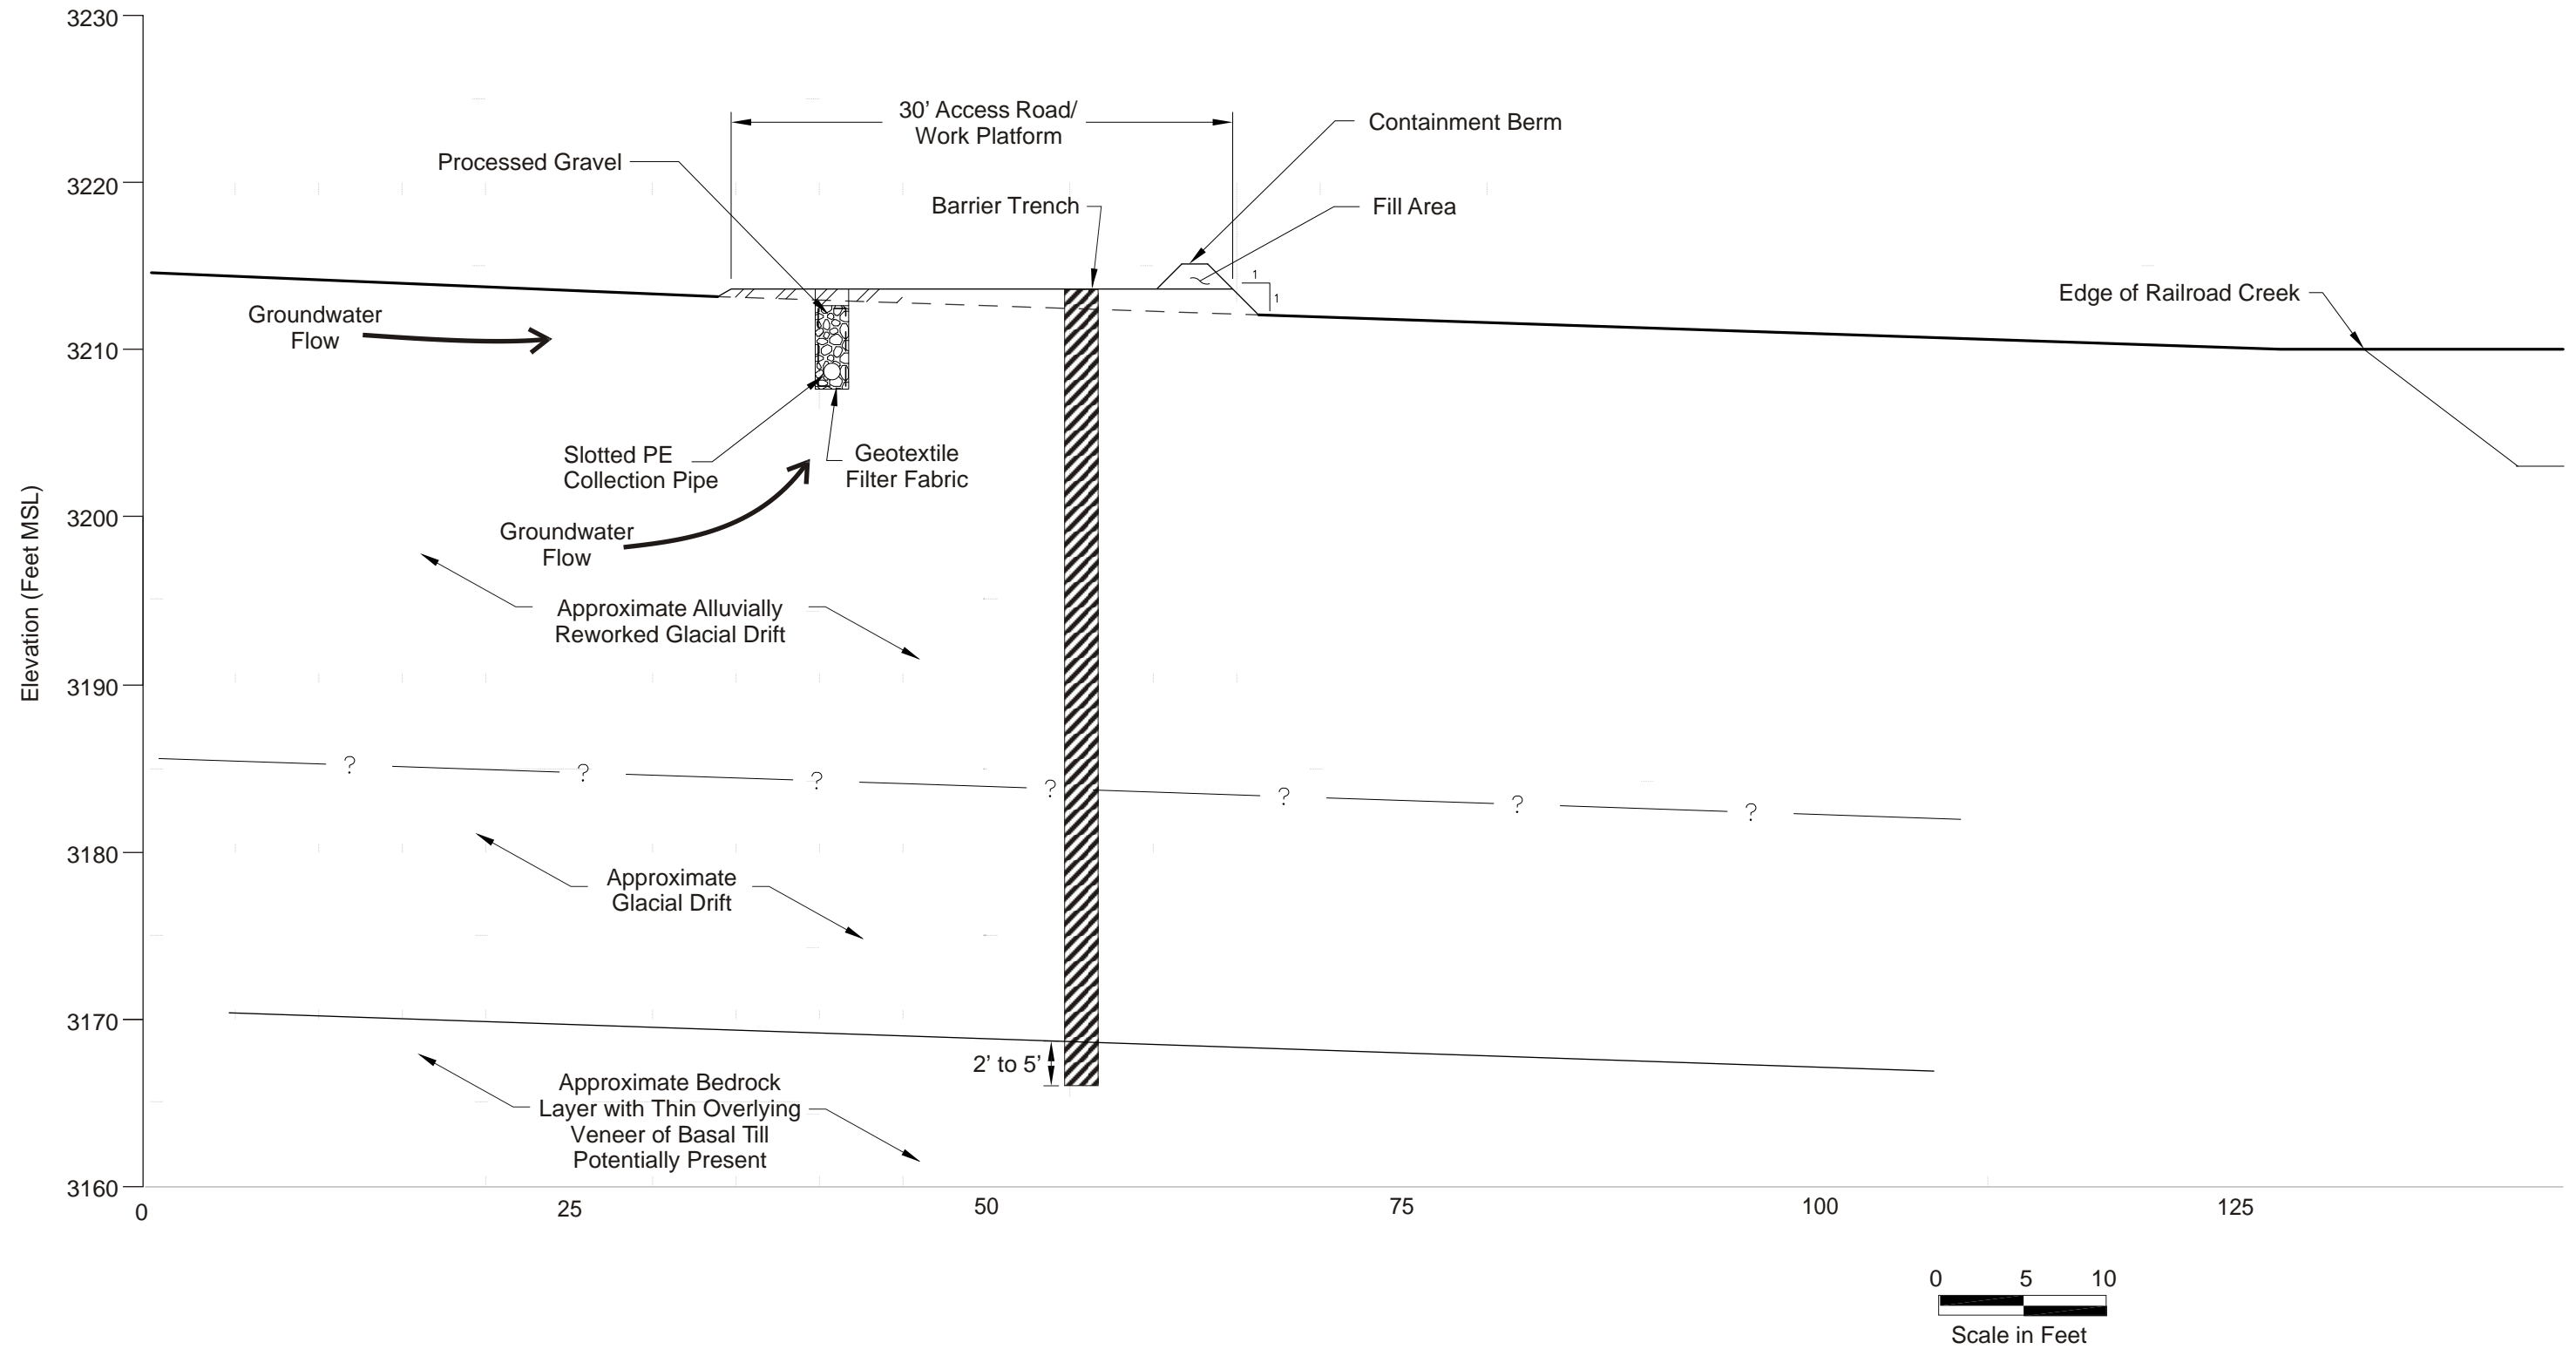 3230
30’ Access Road/
Work Platform
Containment Berm
Processed Gravel
3220
Barrier Trench
Fill Area
1
1
Edge of Railroad Creek
Groundwater
Flow
3210
Slotted PE
Collection Pipe
Geotextile
Filter Fabric
3200
Groundwater
Flow
Elevation (Feet MSL)
Approximate Alluvially
Reworked Glacial Drift
3190
? ? ? ? ? ? ?
3180
Approximate
Glacial Drift
3170
2’ to 5’
Approximate Bedrock
Layer with Thin Overlying
Veneer of Basal Till
Potentially Present
3160
0 25 50 75 100 125
0 5 10
Scale in Feet